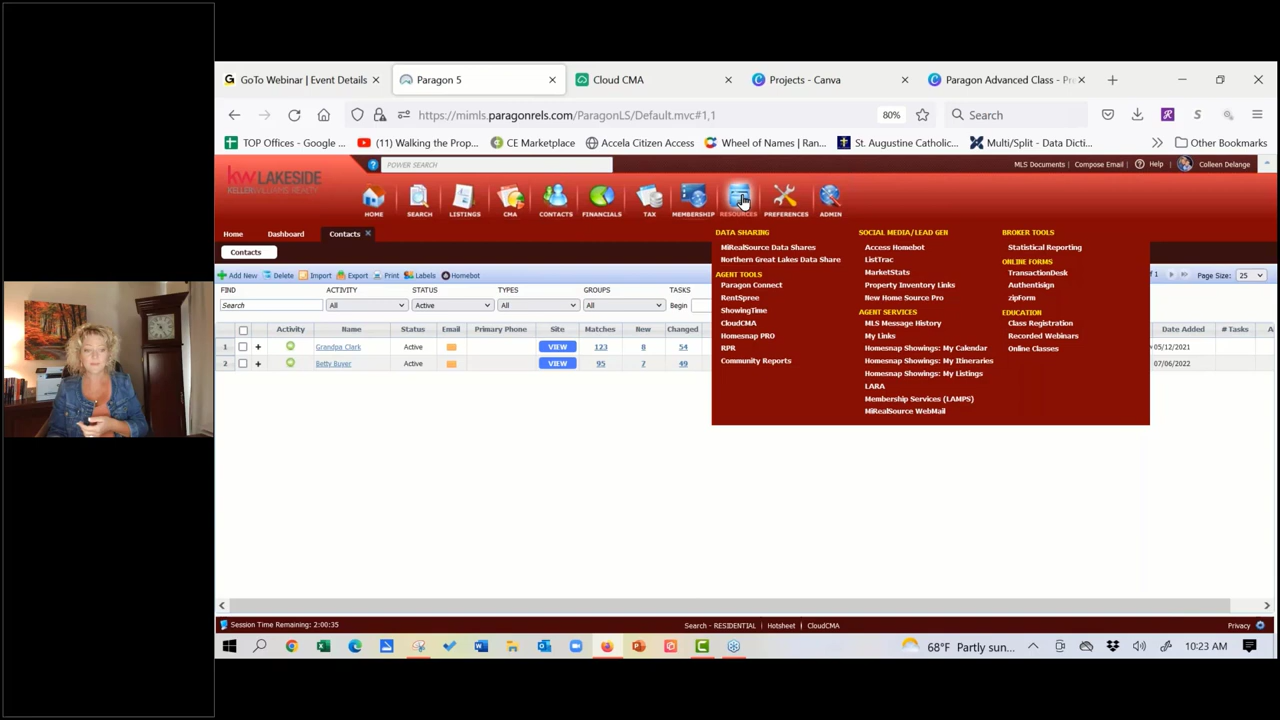 GoTo Webinar | Event Details
Paragon 5
Cloud CMA
Projects - Canva
Paragon Advanced Class - Pre
https://mimls.paragonrels.com/ParagonLS/Default.mvc#1,1
80%
Search
TOP Offices - Google ...
(11) Walking the Prop...
CE Marketplace
Accela Citizen Access
Wheel of Names | Ran...
St. Augustine Catholic...
Multi/Split - Data Dicti...
Other Bookmarks
kw LAKESIDE
KELLERWILLIAMS REALTY
POWER SEARCH
MLS Documents
Compose Email
Help
Colleen Delange
HOME
SEARCH
LISTINGS
CMA
CONTACTS
FINANCIALS
TAX
MEMBERSHIP
RESOURCES
PREFERENCES
ADMIN
Home
Dashboard
Contacts
Contacts
Add New
Delete
Import
Export
Print
Labels
Homebot
of 1
Page Size:
25
FIND
ACTIVITY
STATUS
TYPES
GROUPS
TASKS
Search
All
Active
All
All
Begin
Activity
Name
Status
Email
Primary Phone
Site
Matches
New
Changed
Date Added
# Tasks
1
Grandpa Clark
Active
VIEW
123
8
54
05/12/2021
2
Betty Buyer
Active
VIEW
95
7
49
07/06/2022
DATA SHARING
MiRealSource Data Shares
Northern Great Lakes Data Share
AGENT TOOLS
Paragon Connect
RentSpree
ShowingTime
CloudCMA
Homesnap PRO
RPR
Community Reports
SOCIAL MEDIA/LEAD GEN
Access Homebot
ListTrac
MarketStats
Property Inventory Links
New Home Source Pro
AGENT SERVICES
MLS Message History
My Links
Homesnap Showings: My Calendar
Homesnap Showings: My Itineraries
Homesnap Showings: My Listings
LARA
Membership Services (LAMPS)
MiRealSource WebMail
BROKER TOOLS
Statistical Reporting
ONLINE FORMS
TransactionDesk
Authentisign
zipForm
EDUCATION
Class Registration
Recorded Webinars
Online Classes
Session Time Remaining: 2:00:35
Search - RESIDENTIAL | Hotsheet | CloudCMA
Privacy
68°F Partly sun...
10:23 AM